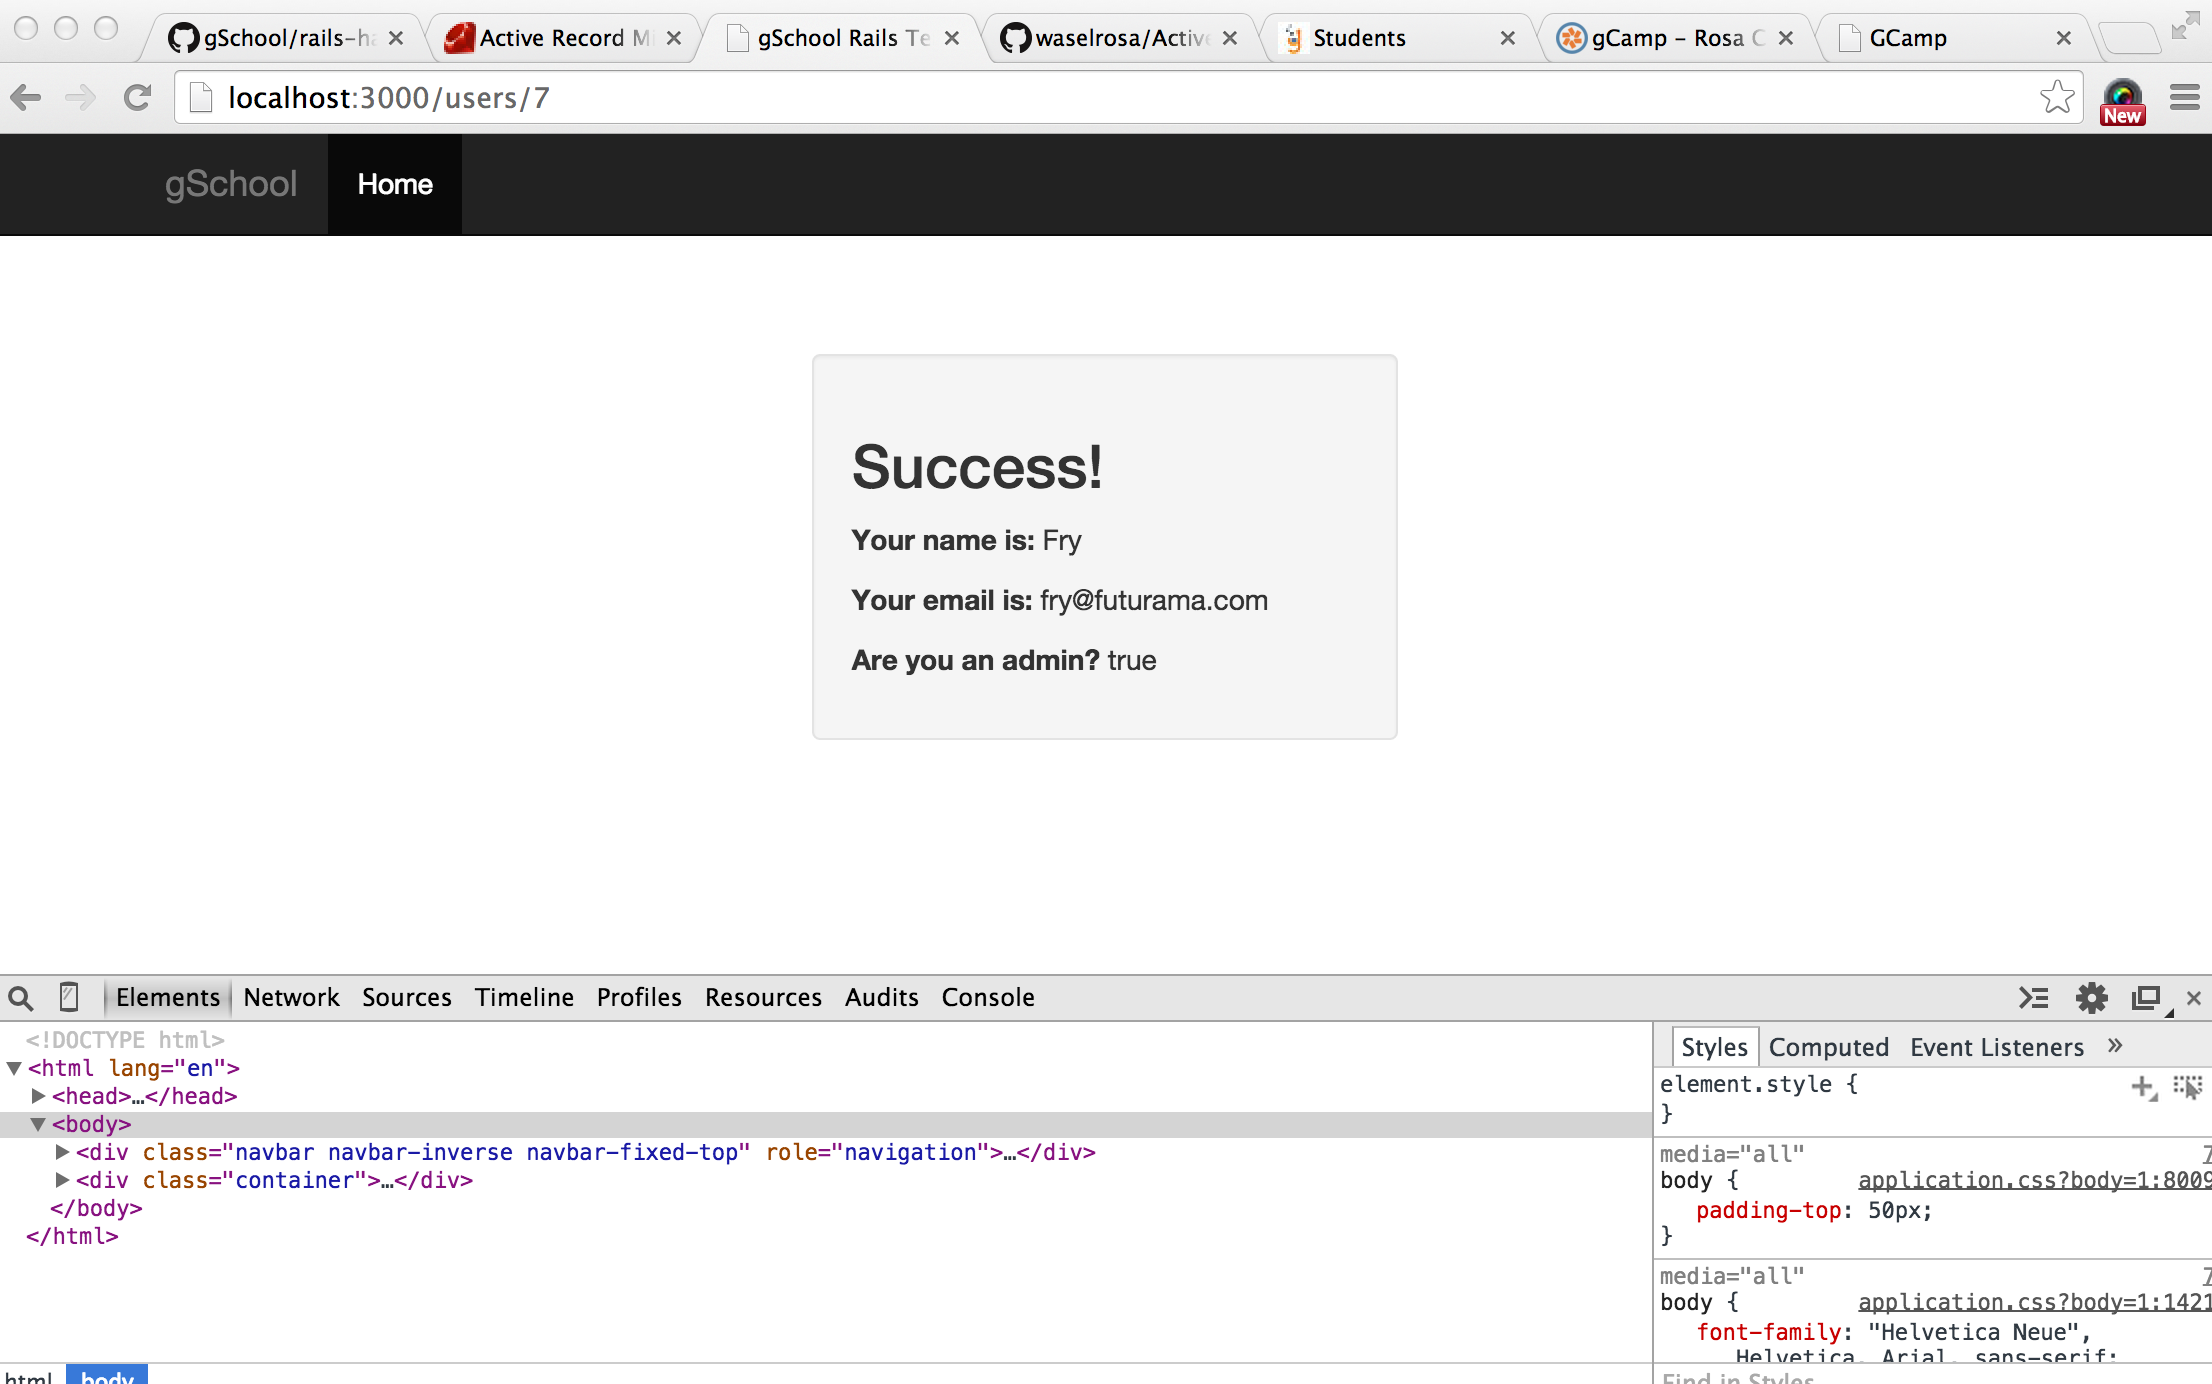 gSchool/rails-ha
Active Record Mi
gSchool Rails Te
waselrosa/Active
Students
gCamp – Rosa C
GCamp
localhost:3000/users/7
New
gSchool Home
Success!
Your name is: Fry
Your email is: fry@futurama.com
Are you an admin? true
Elements Network Sources Timeline Profiles Resources Audits Console
<!DOCTYPE html>
<html lang="en">
<head>…</head>
<body>
<div class="navbar navbar-inverse navbar-fixed-top" role="navigation">…</div>
<div class="container">…</div>
</body>
</html>
html body
Styles Computed Event Listeners »
element.style {
}
media="all" 7
body { application.css?body=1:8009
padding-top: 50px;
}
media="all" 7
body { application.css?body=1:1421
font-family: "Helvetica Neue",
Helvetica, Arial, sans-serif;
Find in Styles